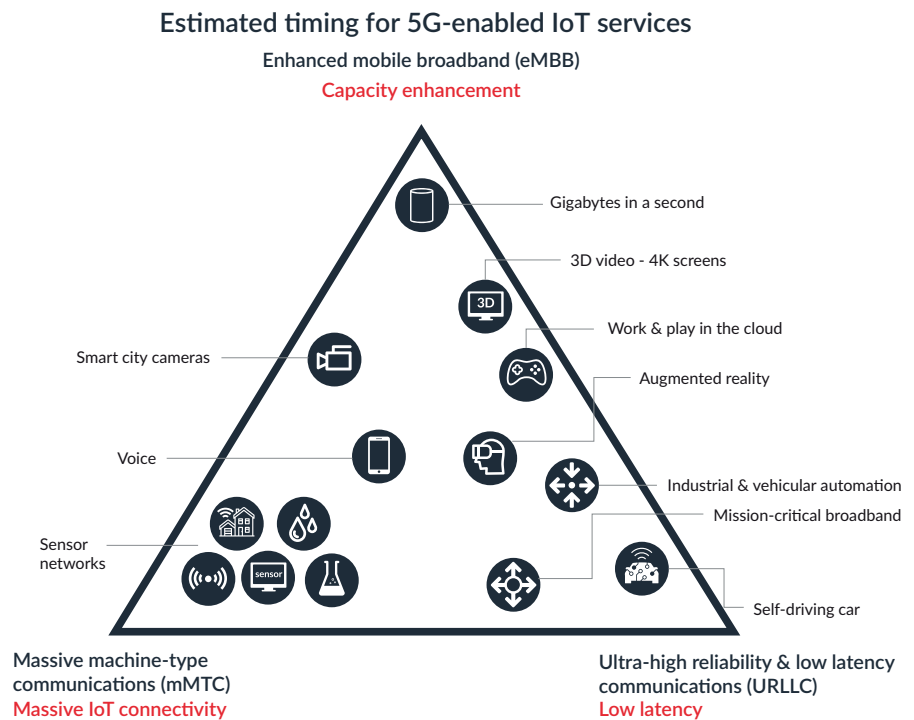 Estimated timing for 5G-enabled IoT services
Enhanced mobile broadband (eMBB)
Capacity enhancement
Gigabytes in a second
3D video - 4K screens
3D
Work & play in the cloud
Smart city cameras
Augmented reality
Voice
Industrial & vehicular automation
Mission-critical broadband
Sensor
networks
sensor
Self-driving car
Massive machine-type
communications (mMTC)
Massive IoT connectivity
Ultra-high reliability & low latency
communications (URLLC)
Low latency